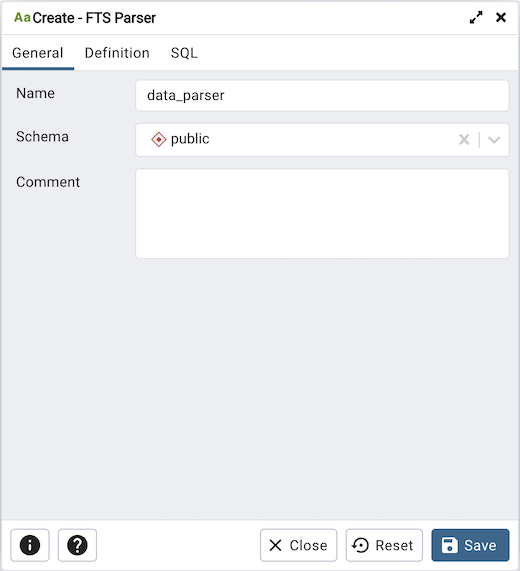 Aa Create - FTS Parser
General Definition SQL
Name data_parser
Schema public
Comment
Close Reset Save